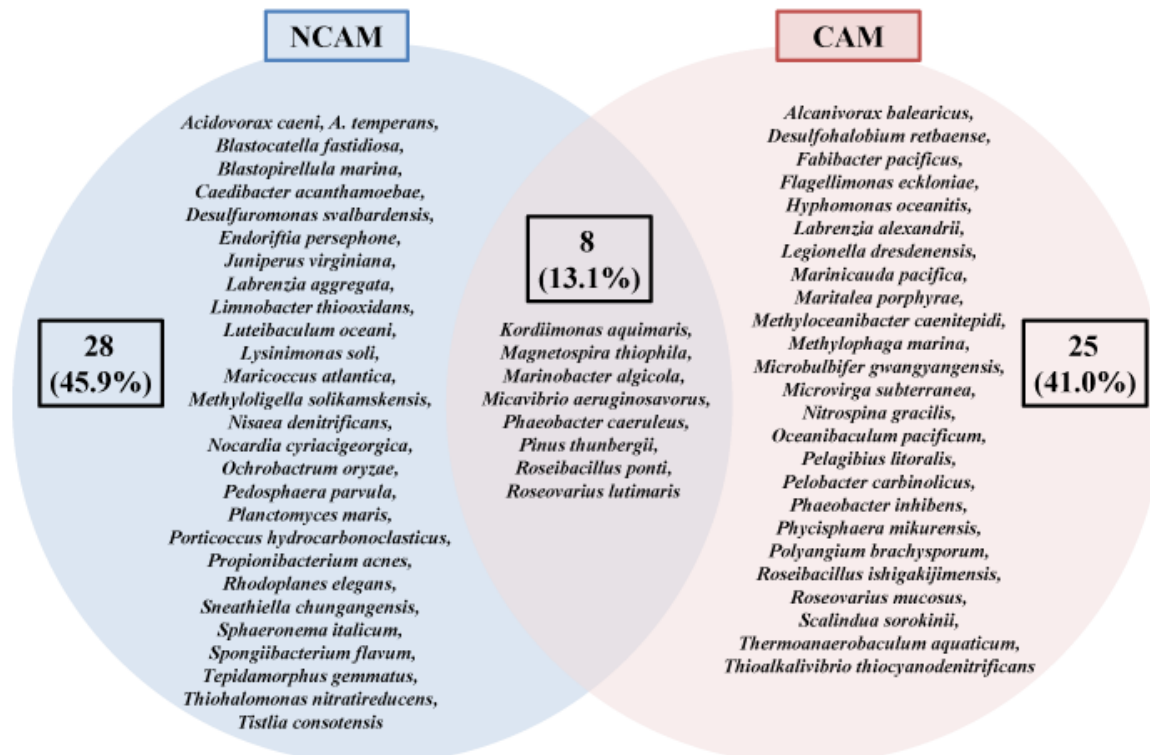 NCAM
CAM
Acidovorax caeni, A. temperans,
Blastocatella fastidiosa,
Blastopirellula marina,
Caedibacter acanthamoebae,
Desulfuromonas svalbardensis,
Endoriftia persephone,
Juniperus virginiana,
Labrenzia aggregata,
Limnobacter thiooxidans,
Luteibaculum oceani,
Lysinimonas soli,
Maricoccus atlantica,
Methyloligella solikamskensis,
Nisaea denitrificans,
Nocardia cyriacigeorgica,
Ochrobactrum oryzae,
Pedosphaera parvula,
Planctomyces maris,
Porticoccus hydrocarbonoclasticus,
Propionibacterium acnes,
Rhodoplanes elegans,
Sneathiella chungangensis,
Sphaeronema italicum,
Spongiibacterium flavum,
Tepidamorphus gemmatus,
Thiohalomonas nitratireducens,
Tistlia consotensis
28
(45.9%)
8
(13.1%)
Kordiimonas aquimaris,
Magnetospira thiophila,
Marinobacter algicola,
Micavibrio aeruginosavorus,
Phaeobacter caeruleus,
Pinus thunbergii,
Roseibacillus ponti,
Roseovarius lutimaris
Alcanivorax balearicus,
Desulfohalobium retbaense,
Fabibacter pacificus,
Flagellimonas eckloniae,
Hyphomonas oceanitis,
Labrenzia alexandrii,
Legionella dresdenensis,
Marinicauda pacifica,
Maritalea porphyrae,
Methyloceanibacter caenitepidi,
Methylophaga marina,
Microbulbifer gwangyangensis,
Microvirga subterranea,
Nitrospina gracilis,
Oceanibaculum pacificum,
Pelagibius litoralis,
Pelobacter carbinolicus,
Phaeobacter inhibens,
Phycisphaera mikurensis,
Polyangium brachysporum,
Roseibacillus ishigakijimensis,
Roseovarius mucosus,
Scalindua sorokinii,
Thermoanaerobaculum aquaticum,
Thioalkalivibrio thiocyanodenitrificans
25
(41.0%)